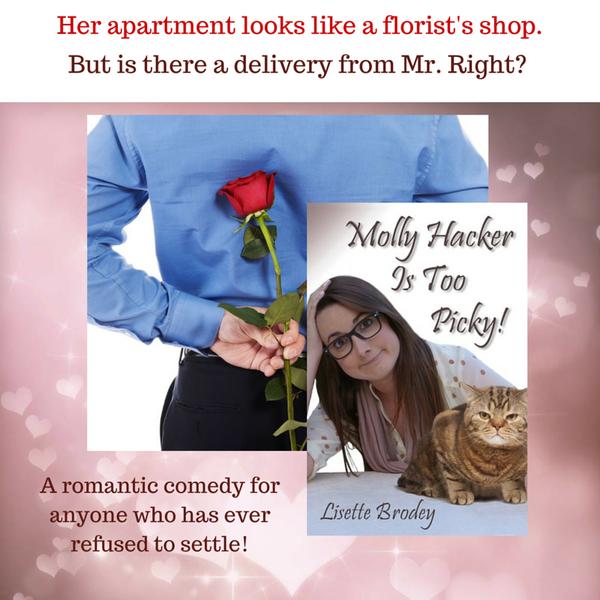 Her apartment looks like a florist's shop.
But is there a delivery from Mr. Right?
Molly Hacker
Is Too
Picky!
Lisette Brodey
A romantic comedy for
anyone who has ever
refused to settle!